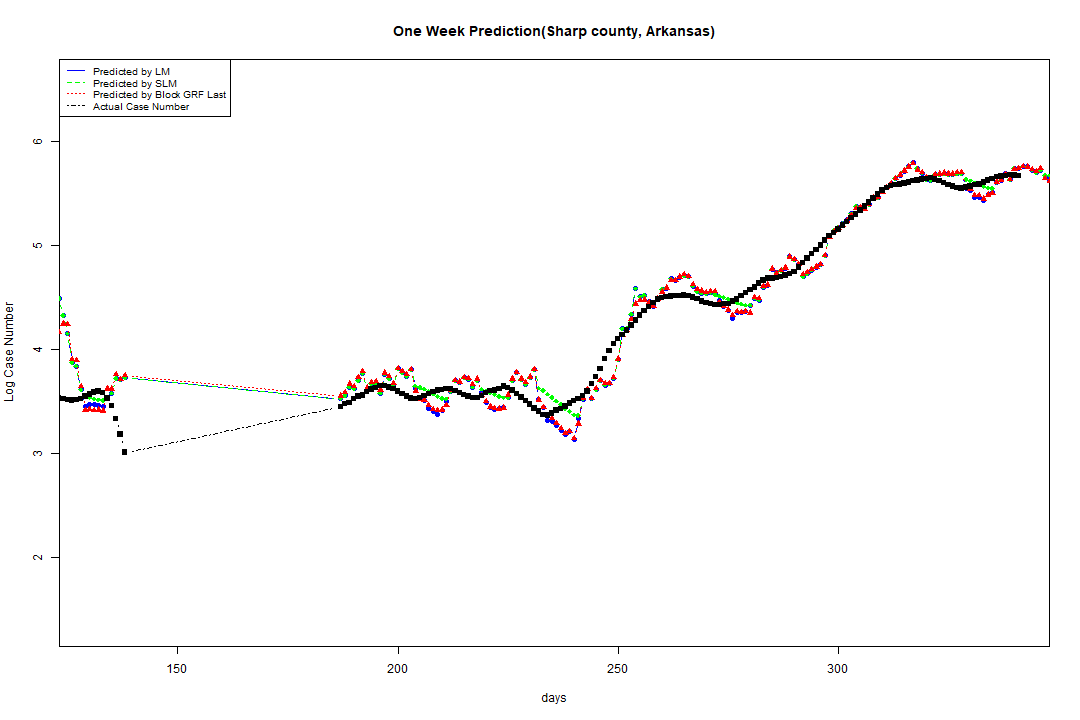 One Week Prediction(Sharp county, Arkansas)
Predicted by LM
Predicted by SLM
Predicted by Block GRF Last
Actual Case Number
6
5
4
3
2
Log Case Number
150
200
250
300
days